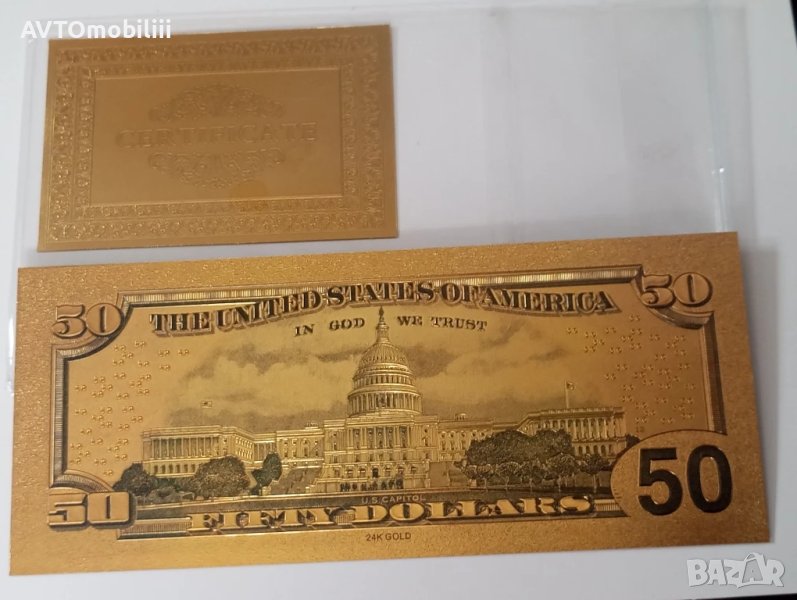 AVTOmobiliii
CERTIFICATE
50 THE UNITED STATES OF AMERICA 50
IN GOD WE TRUST
U.S. CAPITOL
50 FIFTY DOLLARS 50
24K GOLD
BAZAR